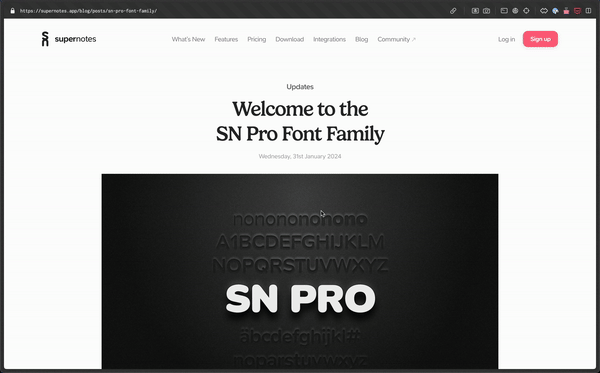 https://supernotes.app/blog/posts/sn-pro-font-family/
supernotes
What's New Features Pricing Download Integrations Blog Community ↗ Log in Sign up
Updates
Welcome to the
SN Pro Font Family
Wednesday, 31st January 2024
nonononohono
A1BCDEFGHIJKLM
NOPQRSTUVWXYZ
SN PRO
abcdefghijkl
nopqrstuvwxyz